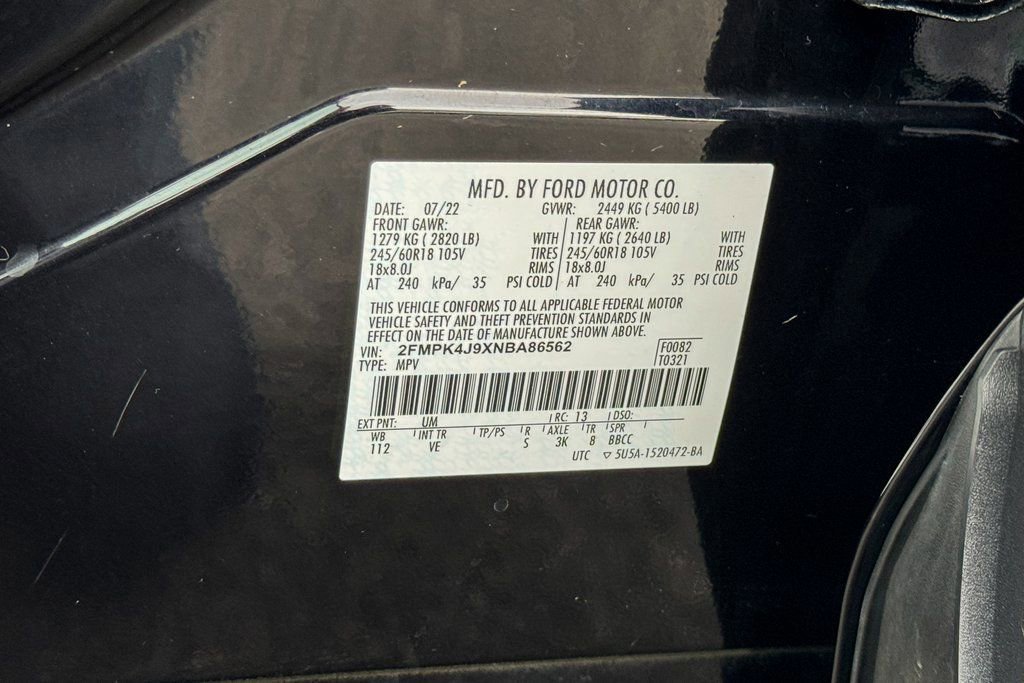 MFD. BY FORD MOTOR CO.
DATE: 07/22 GVWR: 2449 KG ( 5400 LB)
FRONT GAWR: REAR GAWR:
1279 KG ( 2820 LB) WITH 1197 KG ( 2640 LB) WITH
245/60R18 105V TIRES 245/60R18 105V TIRES
18x8.0J RIMS 18x8.0J RIMS
AT 240 kPa/ 35 PSI COLD AT 240 kPa/ 35 PSI COLD
THIS VEHICLE CONFORMS TO ALL APPLICABLE FEDERAL MOTOR
VEHICLE SAFETY AND THEFT PREVENTION STANDARDS IN
EFFECT ON THE DATE OF MANUFACTURE SHOWN ABOVE.
VIN: 2FMPK4J9XNBA86562 F0082
TYPE: MPV T0321
EXT PNT: UM RC: 13 DSO:
WB INT TR TP/PS R AXLE TR SPR
112 VE S 3K 8 BBCC
UTC ▽ 5U5A-1520472-BA